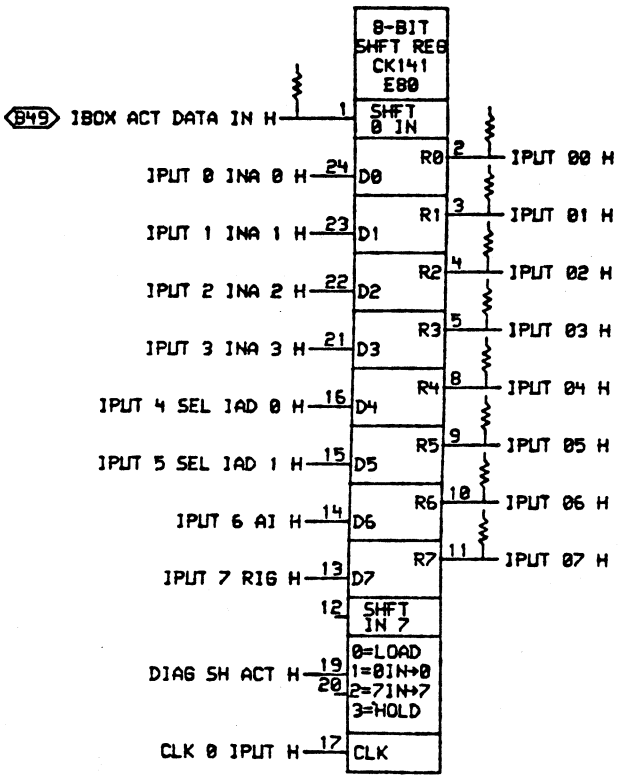 8-BIT
SHFT REG
CK141
E80
B49 IBOX ACT DATA IN H 1 SHFT
0 IN
R0 2 IPUT 00 H
IPUT 0 INA 0 H 24 D0
R1 3 IPUT 01 H
IPUT 1 INA 1 H 23 D1
R2 4 IPUT 02 H
IPUT 2 INA 2 H 22 D2
R3 5 IPUT 03 H
IPUT 3 INA 3 H 21 D3
R4 8 IPUT 04 H
IPUT 4 SEL IAD 0 H 16 D4
R5 9 IPUT 05 H
IPUT 5 SEL IAD 1 H 15 D5
R6 10 IPUT 06 H
IPUT 6 AI H 14 D6
R7 11 IPUT 07 H
IPUT 7 RIG H 13 D7
12 SHFT
IN 7
0=LOAD
DIAG SH ACT H 19 1=0IN→0
20 2=7IN→7
3=HOLD
CLK 0 IPUT H 17 CLK